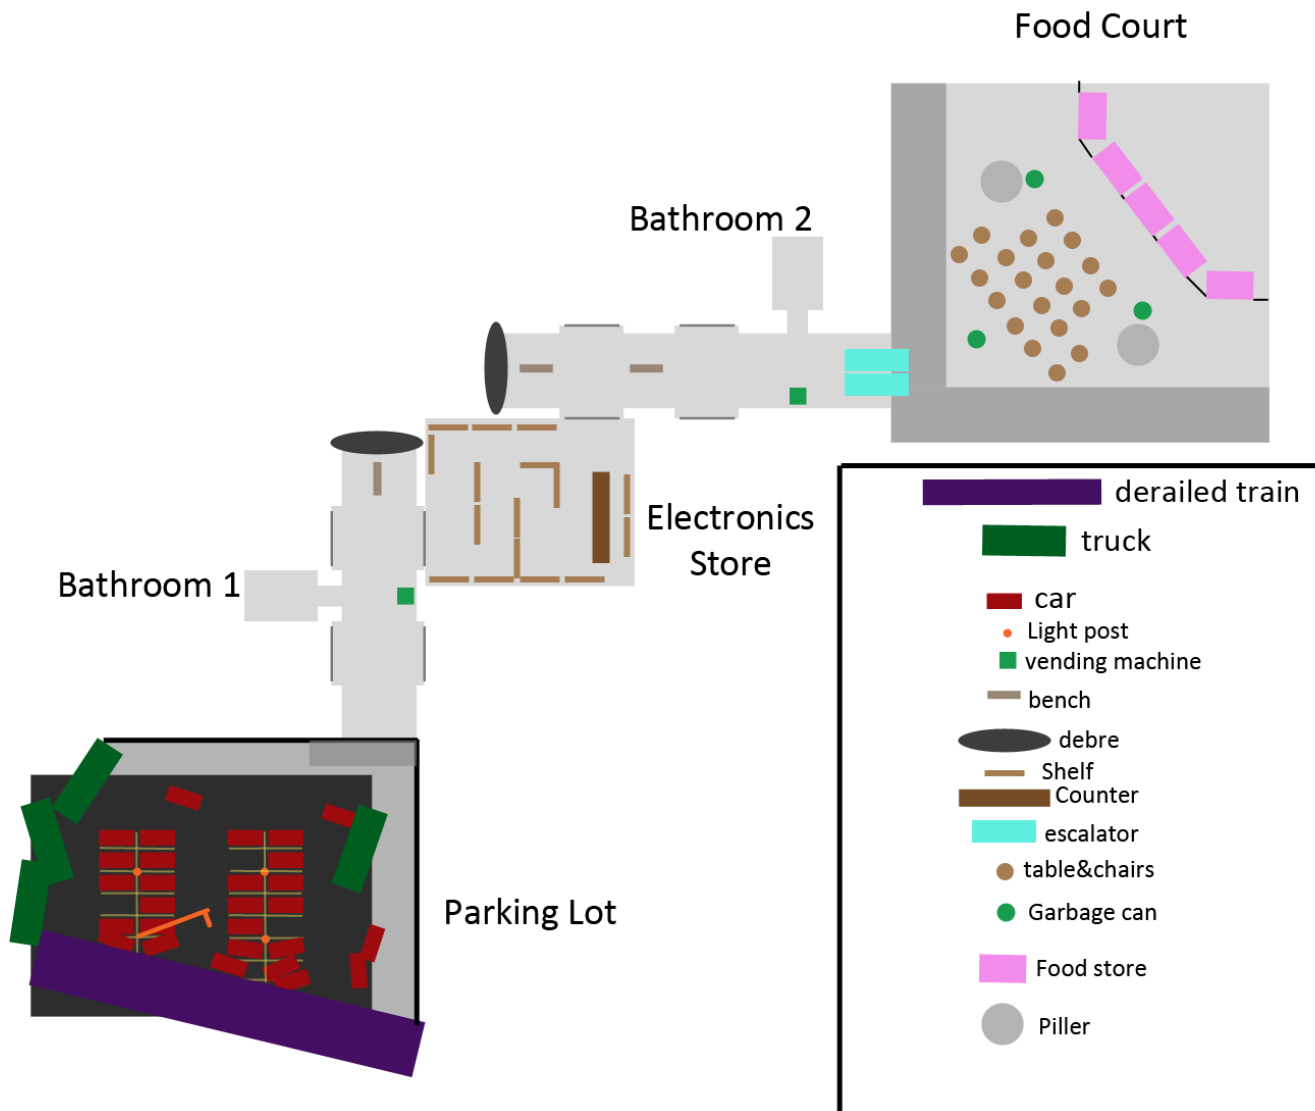 Food Court
Bathroom 2
Electronics
Store
Bathroom 1
Parking Lot
derailed train
truck
car
Light post
vending machine
bench
debre
Shelf
Counter
escalator
table&chairs
Garbage can
Food store
Piller